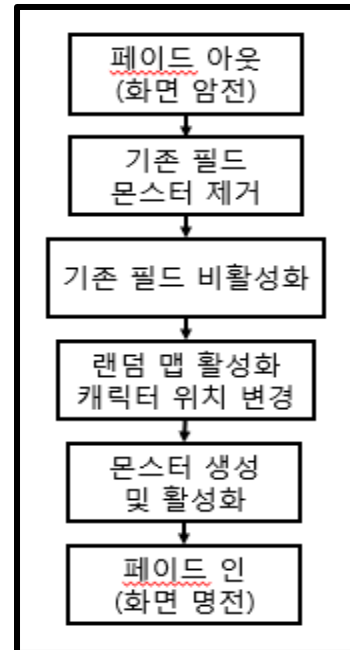 페이드 아웃
(화면 암전)
기존 필드
몬스터 제거
기존 필드 비활성화
랜덤 맵 활성화
캐릭터 위치 변경
몬스터 생성
및 활성화
페이드 인
(화면 명전)